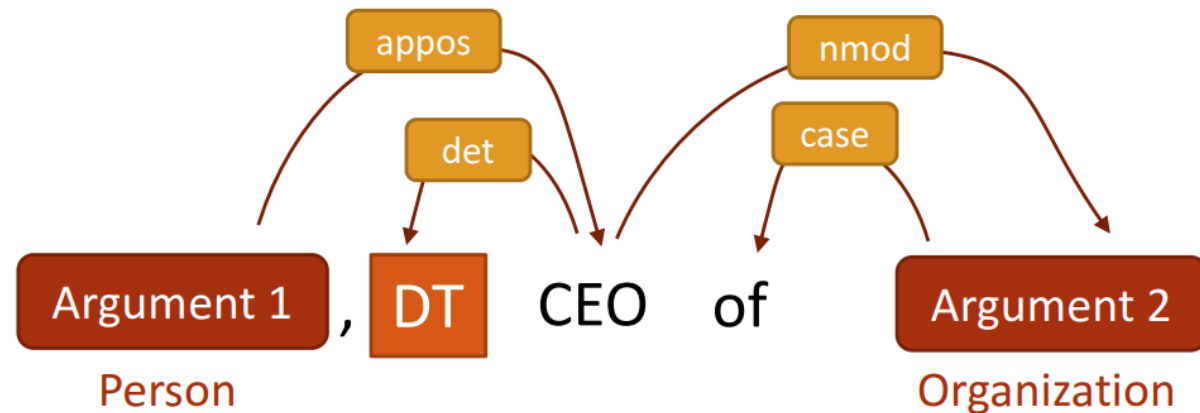 appos
nmod
det
case
Argument 1 , DT CEO of Argument 2
Person
Organization